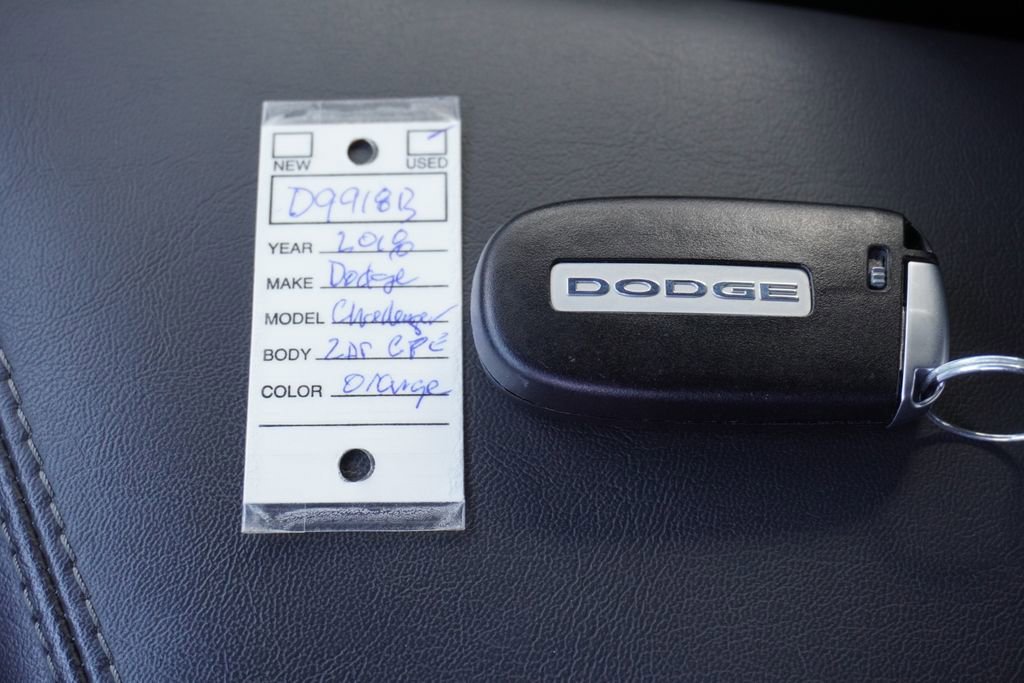 NEW USED
D9918B
YEAR 2018
MAKE Dodge
MODEL Challenger
BODY 2Dr CPE
COLOR Orange
DODGE